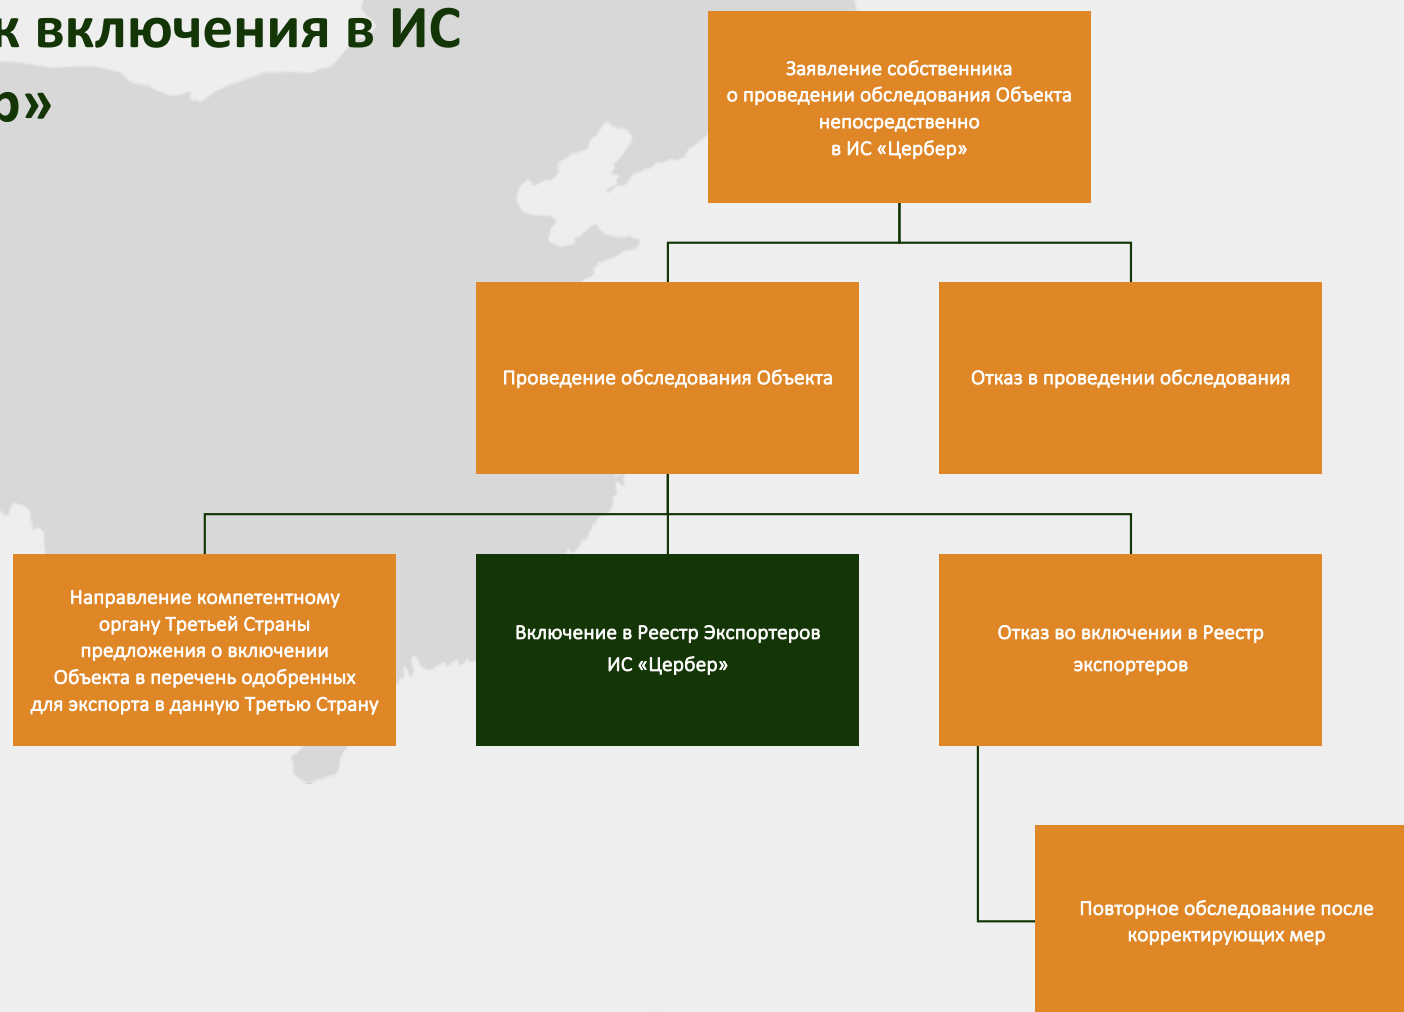 к включения в ИС
р»
Заявление собственника
о проведении обследования Объекта
непосредственно
в ИС «Цербер»
Проведение обследования Объекта
Отказ в проведении обследования
Направление компетентному
органу Третьей Страны
предложения о включении
Объекта в перечень одобренных
для экспорта в данную Третью Страну
Включение в Реестр Экспортеров
ИС «Цербер»
Отказ во включении в Реестр
экспортеров
Повторное обследование после
корректирующих мер